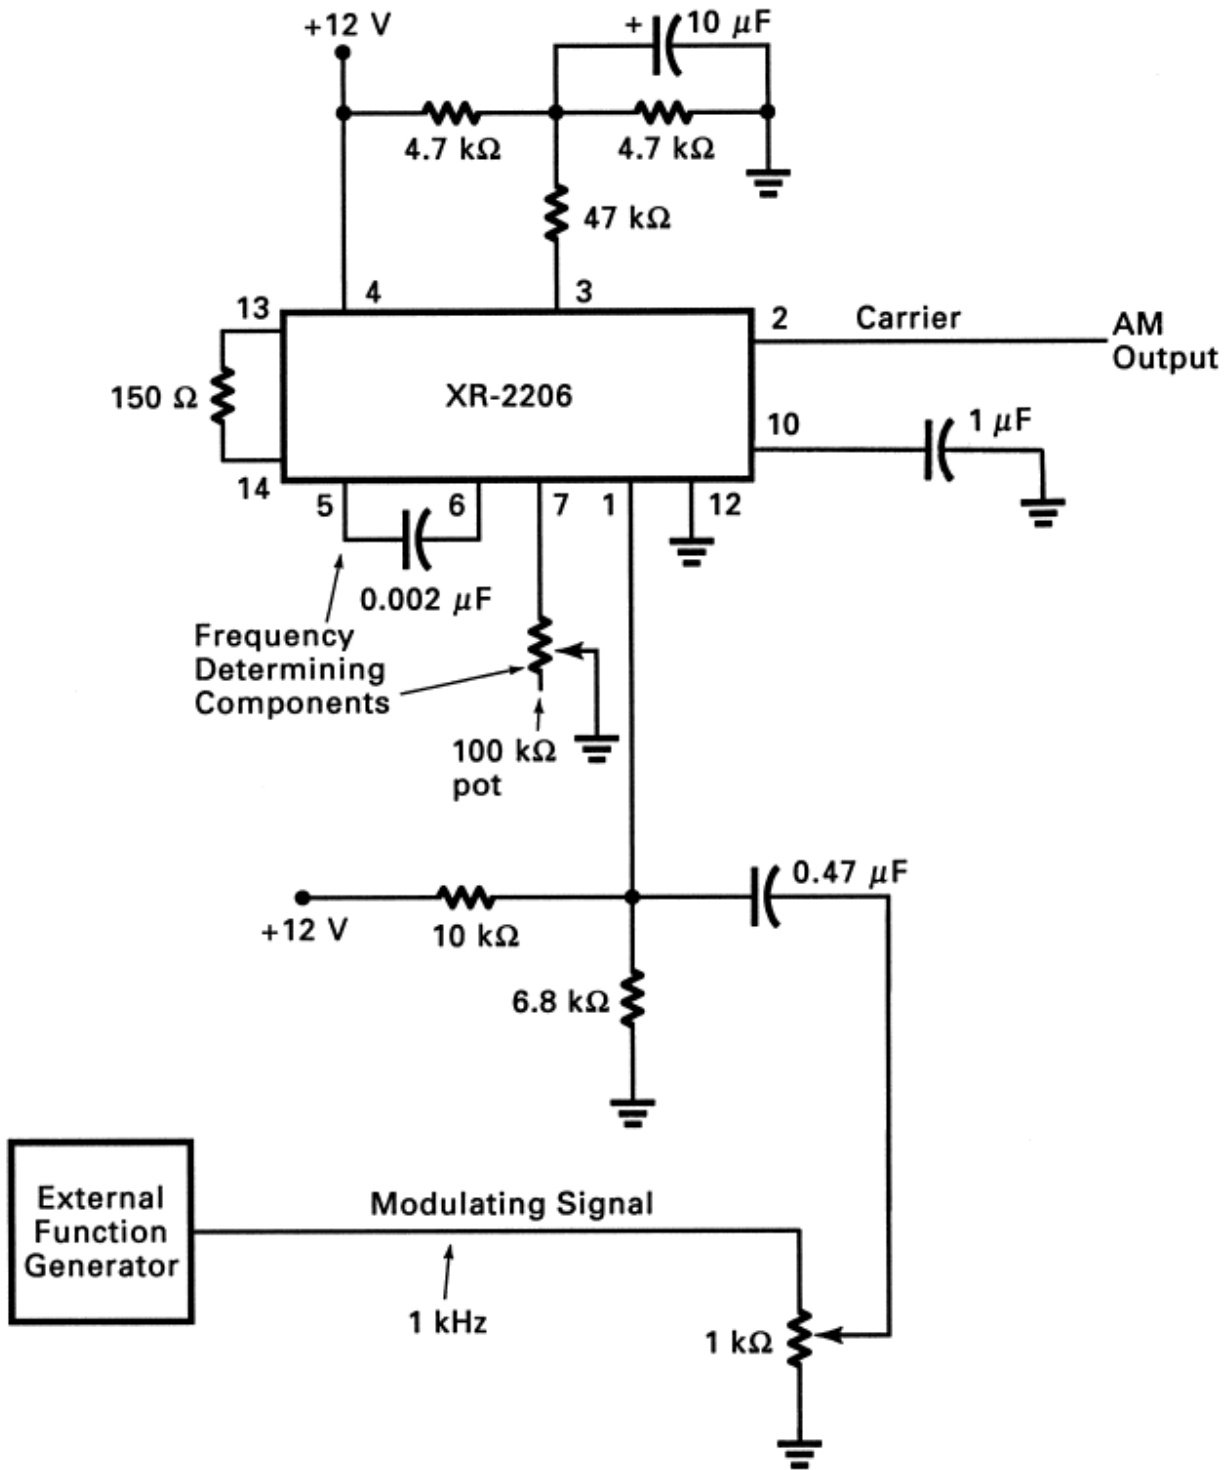 +12 V
+ 10 μF
4.7 kΩ
4.7 kΩ
47 kΩ
13
4
3
2
Carrier
AM
Output
150 Ω
XR-2206
10
1 μF
14
5
6
7
1
12
0.002 μF
Frequency
Determining
Components
100 kΩ
pot
0.47 μF
+12 V
10 kΩ
6.8 kΩ
External
Function
Generator
Modulating Signal
1 kHz
1 kΩ